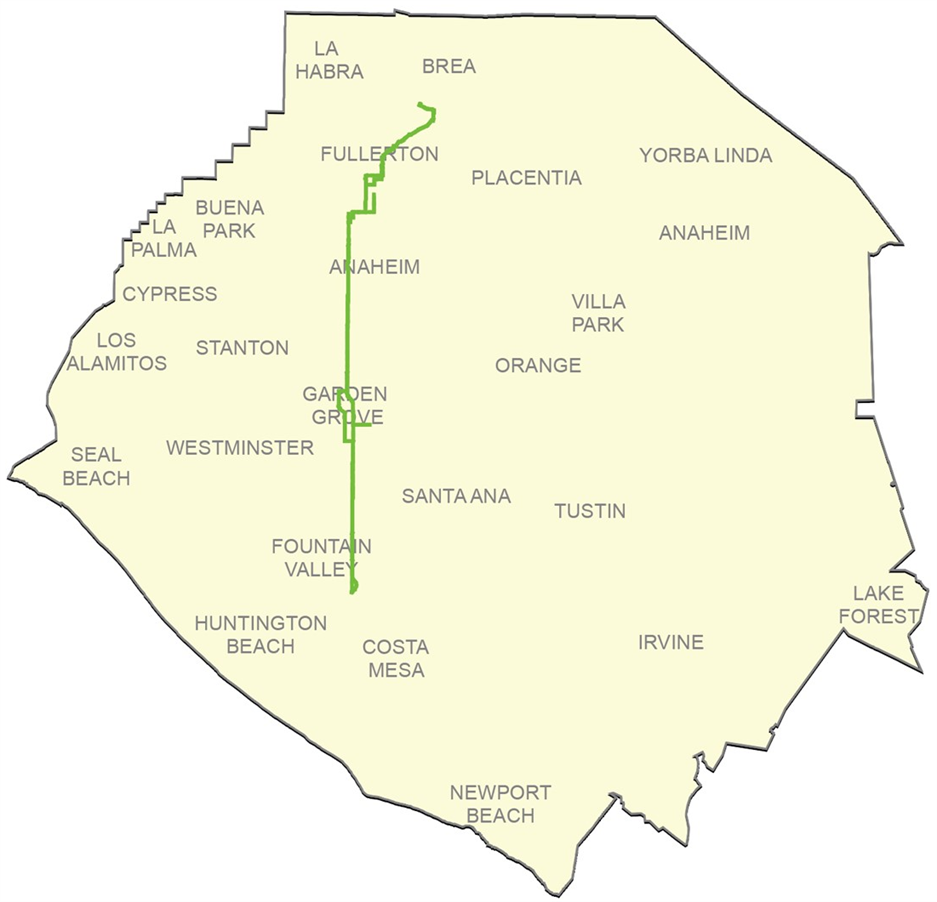 LA
HABRA
BREA
FULLERTON
PLACENTIA
YORBA LINDA
BUENA
PARK
LA
PALMA
ANAHEIM
ANAHEIM
CYPRESS
VILLA
PARK
LOS
ALAMITOS
STANTON
ORANGE
GARDEN
GROVE
SEAL
BEACH
WESTMINSTER
SANTA ANA
TUSTIN
FOUNTAIN
VALLEY
LAKE
FOREST
HUNTINGTON
BEACH
COSTA
MESA
IRVINE
NEWPORT
BEACH